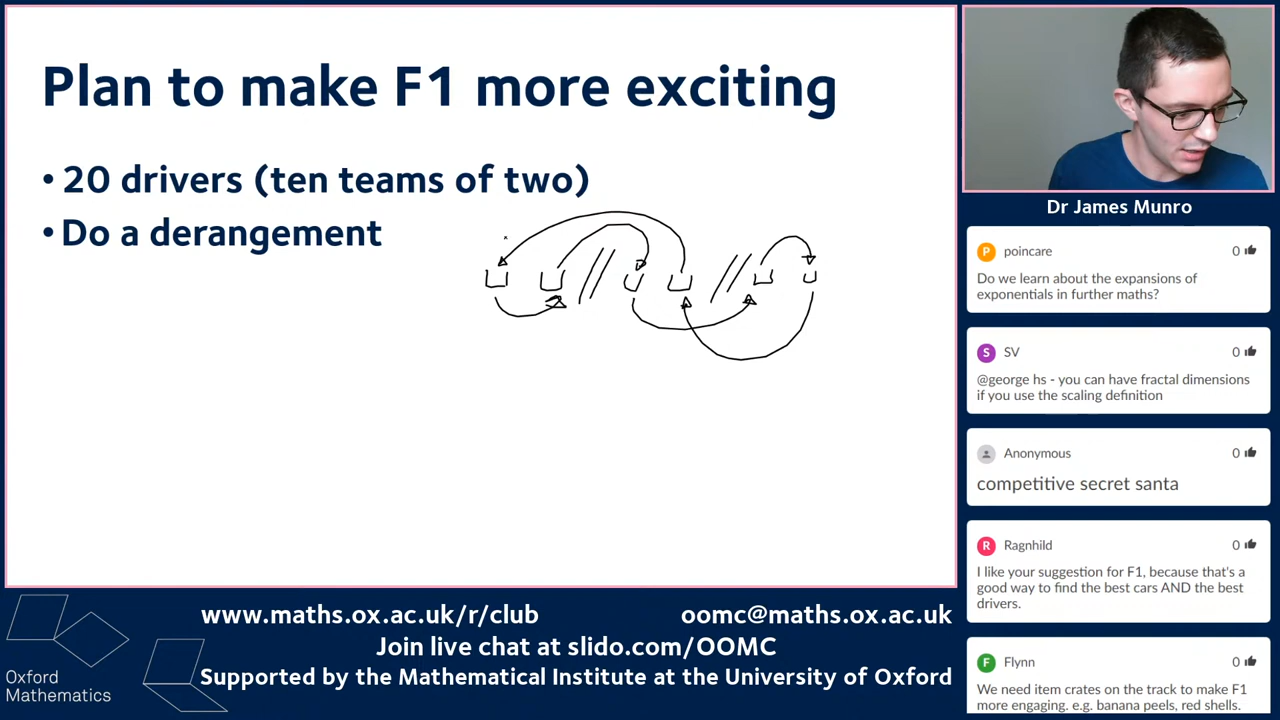 Plan to make F1 more exciting
• 20 drivers (ten teams of two)
• Do a derangement
www.maths.ox.ac.uk/r/club
oomc@maths.ox.ac.uk
Join live chat at slido.com/OOMC
Supported by the Mathematical Institute at the University of Oxford
Oxford
Mathematics
Dr James Munro
P
poincare
0
Do we learn about the expansions of
exponentials in further maths?
S
SV
0
@george hs - you can have fractal dimensions
if you use the scaling definition
Anonymous
0
competitive secret santa
R
Ragnhild
0
I like your suggestion for F1, because that's a
good way to find the best cars AND the best
drivers.
F
Flynn
0
We need item crates on the track to make F1
more engaging. e.g. banana peels, red shells.